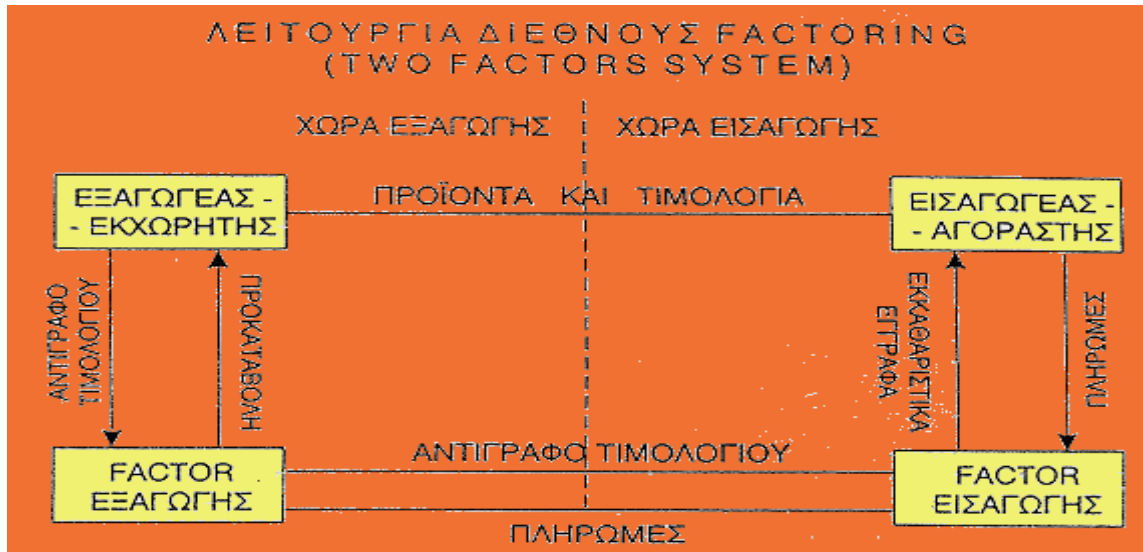 ΛΕΙΤΟΥΡΓΙΑ ΔΙΕΘΝΟΥΣ FACTORING
(TWO FACTORS SYSTEM)
ΧΩΡΑ ΕΞΑΓΩΓΗΣ
ΧΩΡΑ ΕΙΣΑΓΩΓΗΣ
ΕΞΑΓΩΓΕΑΣ -
- ΕΚΧΩΡΗΤΗΣ
ΠΡΟΪΟΝΤΑ ΚΑΙ ΤΙΜΟΛΟΓΙΑ
ΕΙΣΑΓΩΓΕΑΣ -
- ΑΓΟΡΑΣΤΗΣ
ΑΝΤΙΓΡΑΦΟ
ΤΙΜΟΛΟΓΙΟΥ
ΠΡΟΚΑΤΑΒΟΛΗ
ΕΚΚΑΘΑΡΙΣΤΙΚΑ
ΕΓΓΡΑΦΑ
ΠΛΗΡΩΜΕΣ
FACTOR
ΕΞΑΓΩΓΗΣ
ΑΝΤΙΓΡΑΦΟ ΤΙΜΟΛΟΓΙΟΥ
FACTOR
ΕΙΣΑΓΩΓΗΣ
ΠΛΗΡΩΜΕΣ